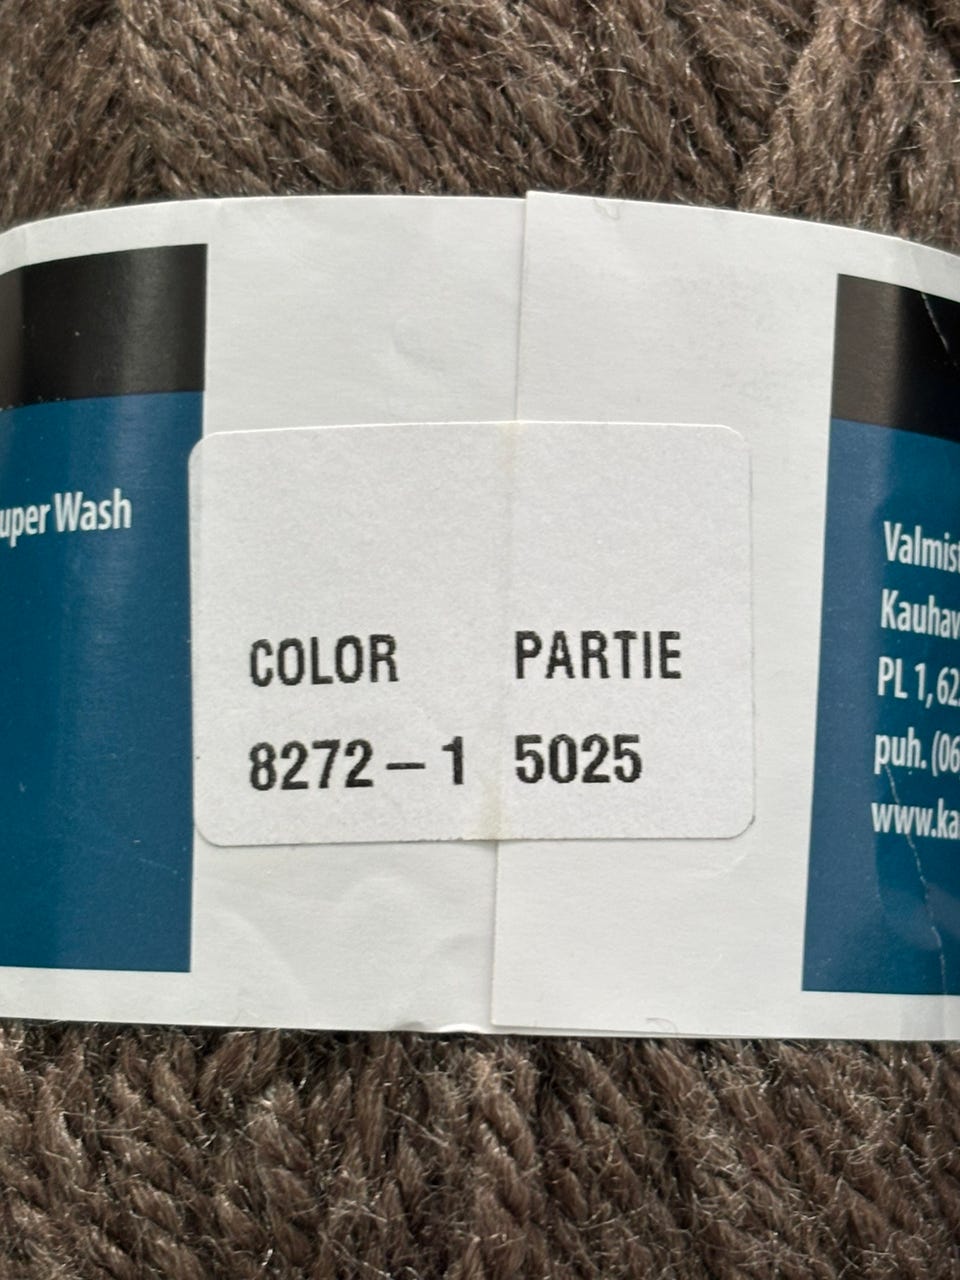 uper Wash
COLOR PARTIE
8272-1 5025
Valmist
Kauhav
PL 1, 62
puh. (06
www.ka